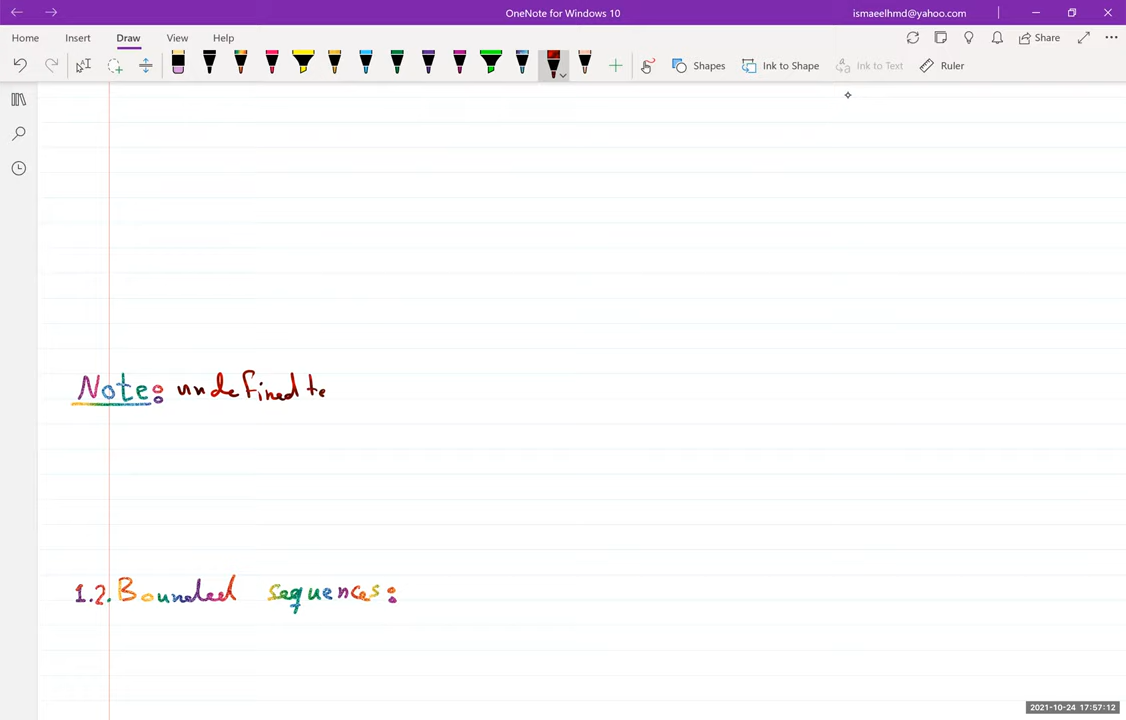 OneNote for Windows 10
ismaeelhmd@yahoo.com
Home Insert Draw View Help
Share
Shapes
Ink to Shape
Ink to Text
Ruler
Note: undefined te
1.2. Bounded sequences:
2021-10-24 17:57:12